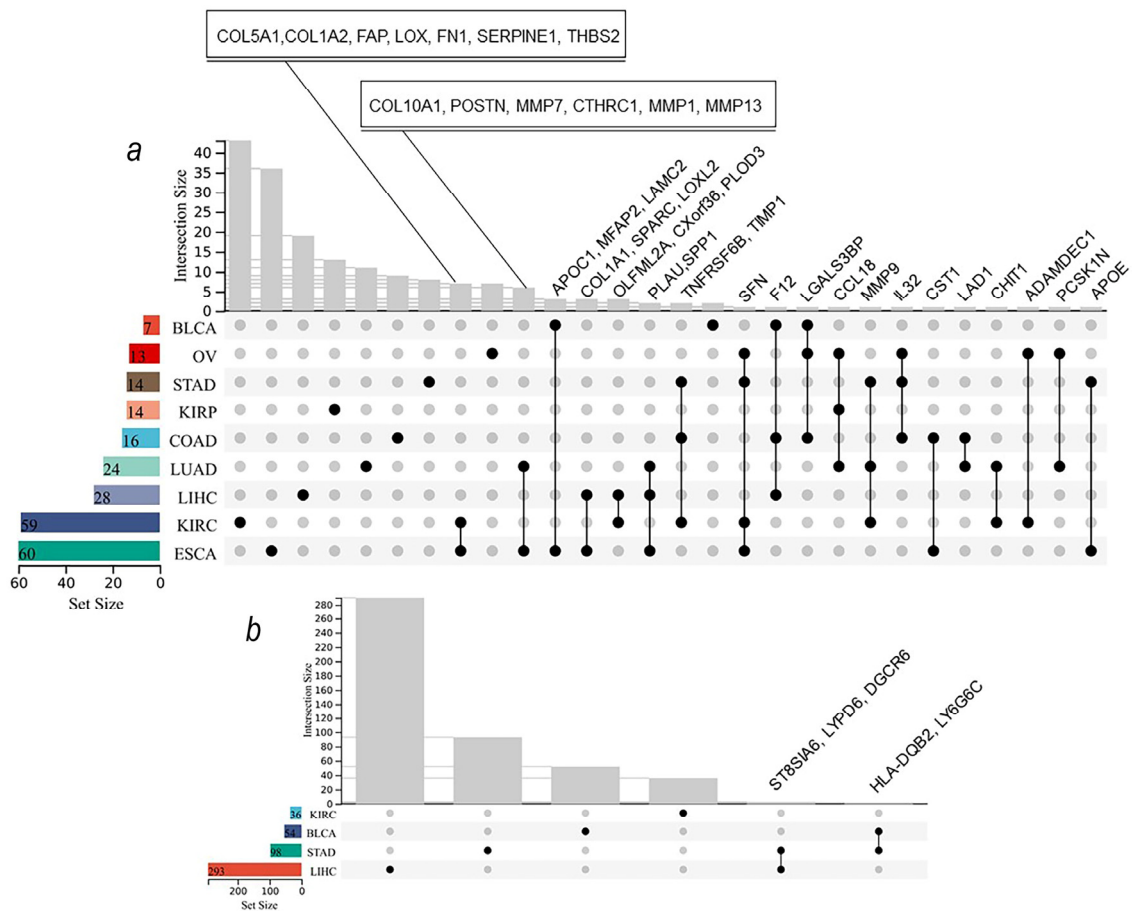 COL5A1,COL1A2, FAP, LOX, FN1, SERPINE1, THBS2
COL10A1, POSTN, MMP7, CTHRC1, MMP1, MMP13
a
Intersection Size
40
35
30
25
20
15
10
5
0
APOC1, MFAP2, LAMC2
COL1A1, SPARC, LOXL2
OLFML2A, CXorf36, PLOD3
PLAU,SPP1
TNFRSF6B, TIMP1
SFN
F12
LGALS3BP
CCL18
MMP9
IL32
CST1
LAD1
CHIT1
ADAMDEC1
PCSK1N
APOE
7 BLCA
13 OV
14 STAD
14 KIRP
16 COAD
24 LUAD
28 LIHC
59 KIRC
60 ESCA
60 40 20 0
Set Size
b
Intersection Size
280
260
240
220
200
180
160
140
120
100
80
60
40
20
0
ST8SIA6, LYPD6, DGCR6
HLA-DQB2, LY6G6C
36 KIRC
54 BLCA
98 STAD
293 LIHC
200 100 0
Set Size